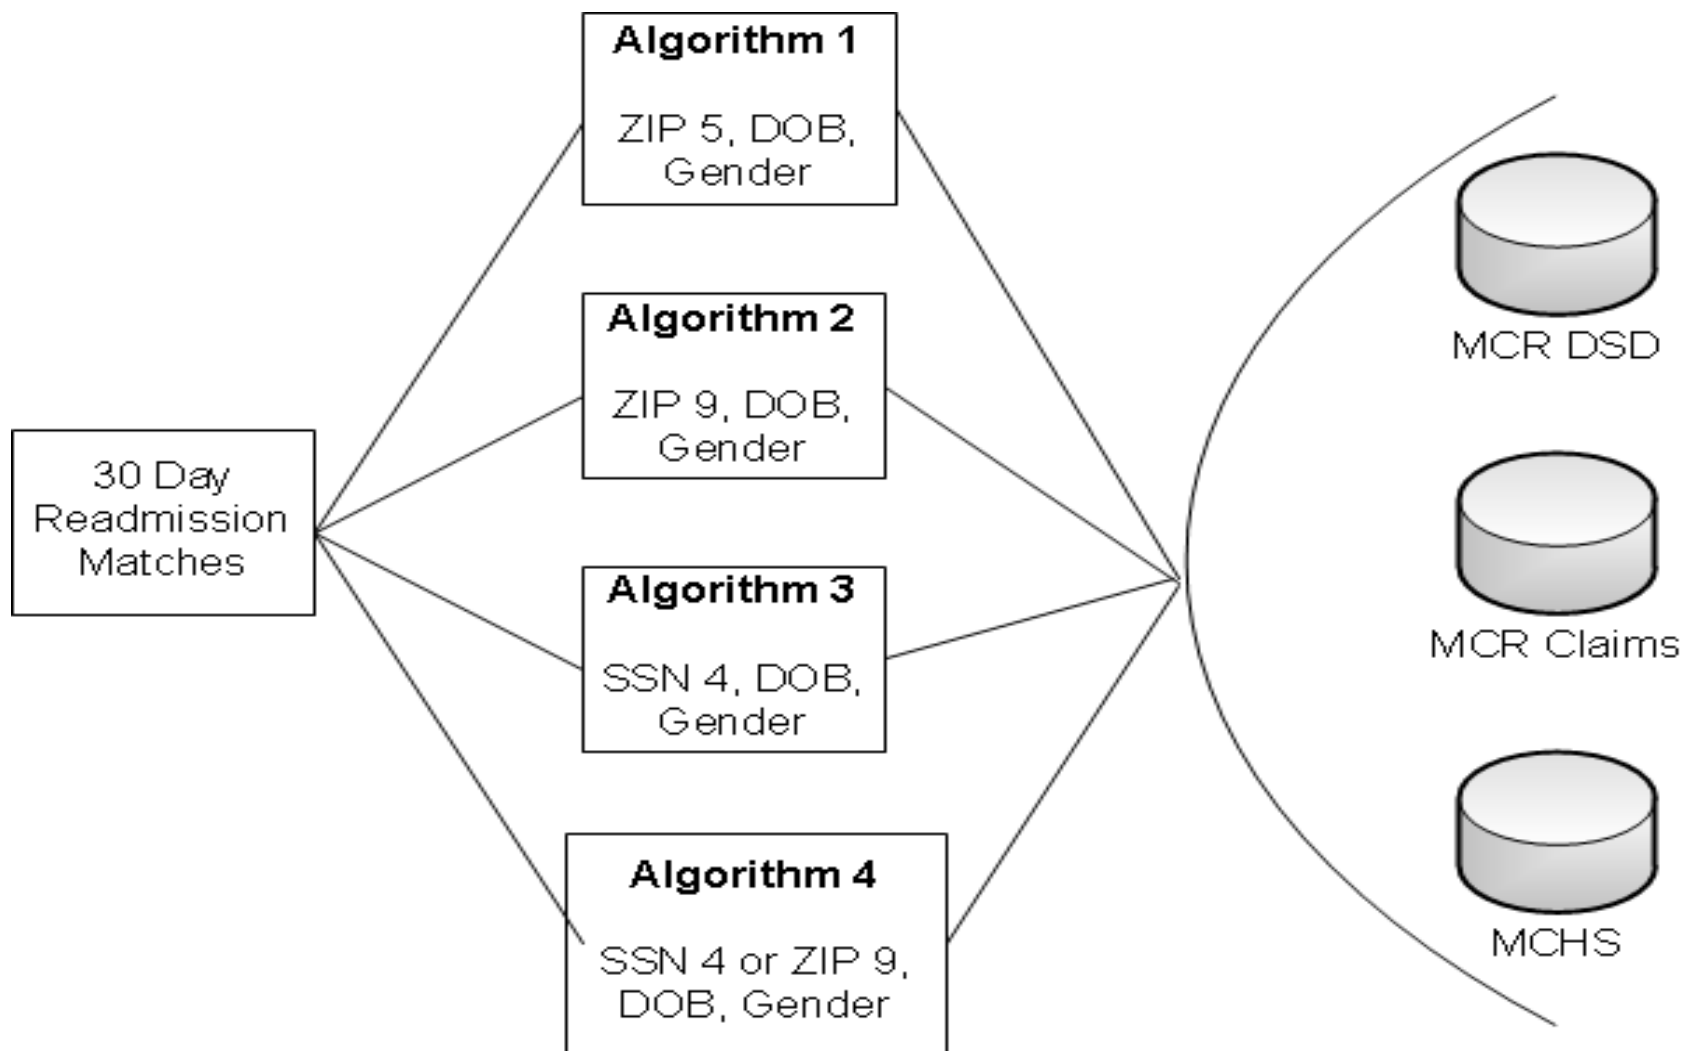 30 Day
Readmission
Matches
Algorithm 1
ZIP 5, DOB,
Gender
Algorithm 2
ZIP 9, DOB,
Gender
Algorithm 3
SSN 4, DOB,
Gender
Algorithm 4
SSN 4 or ZIP 9,
DOB, Gender
MCR DSD
MCR Claims
MCHS